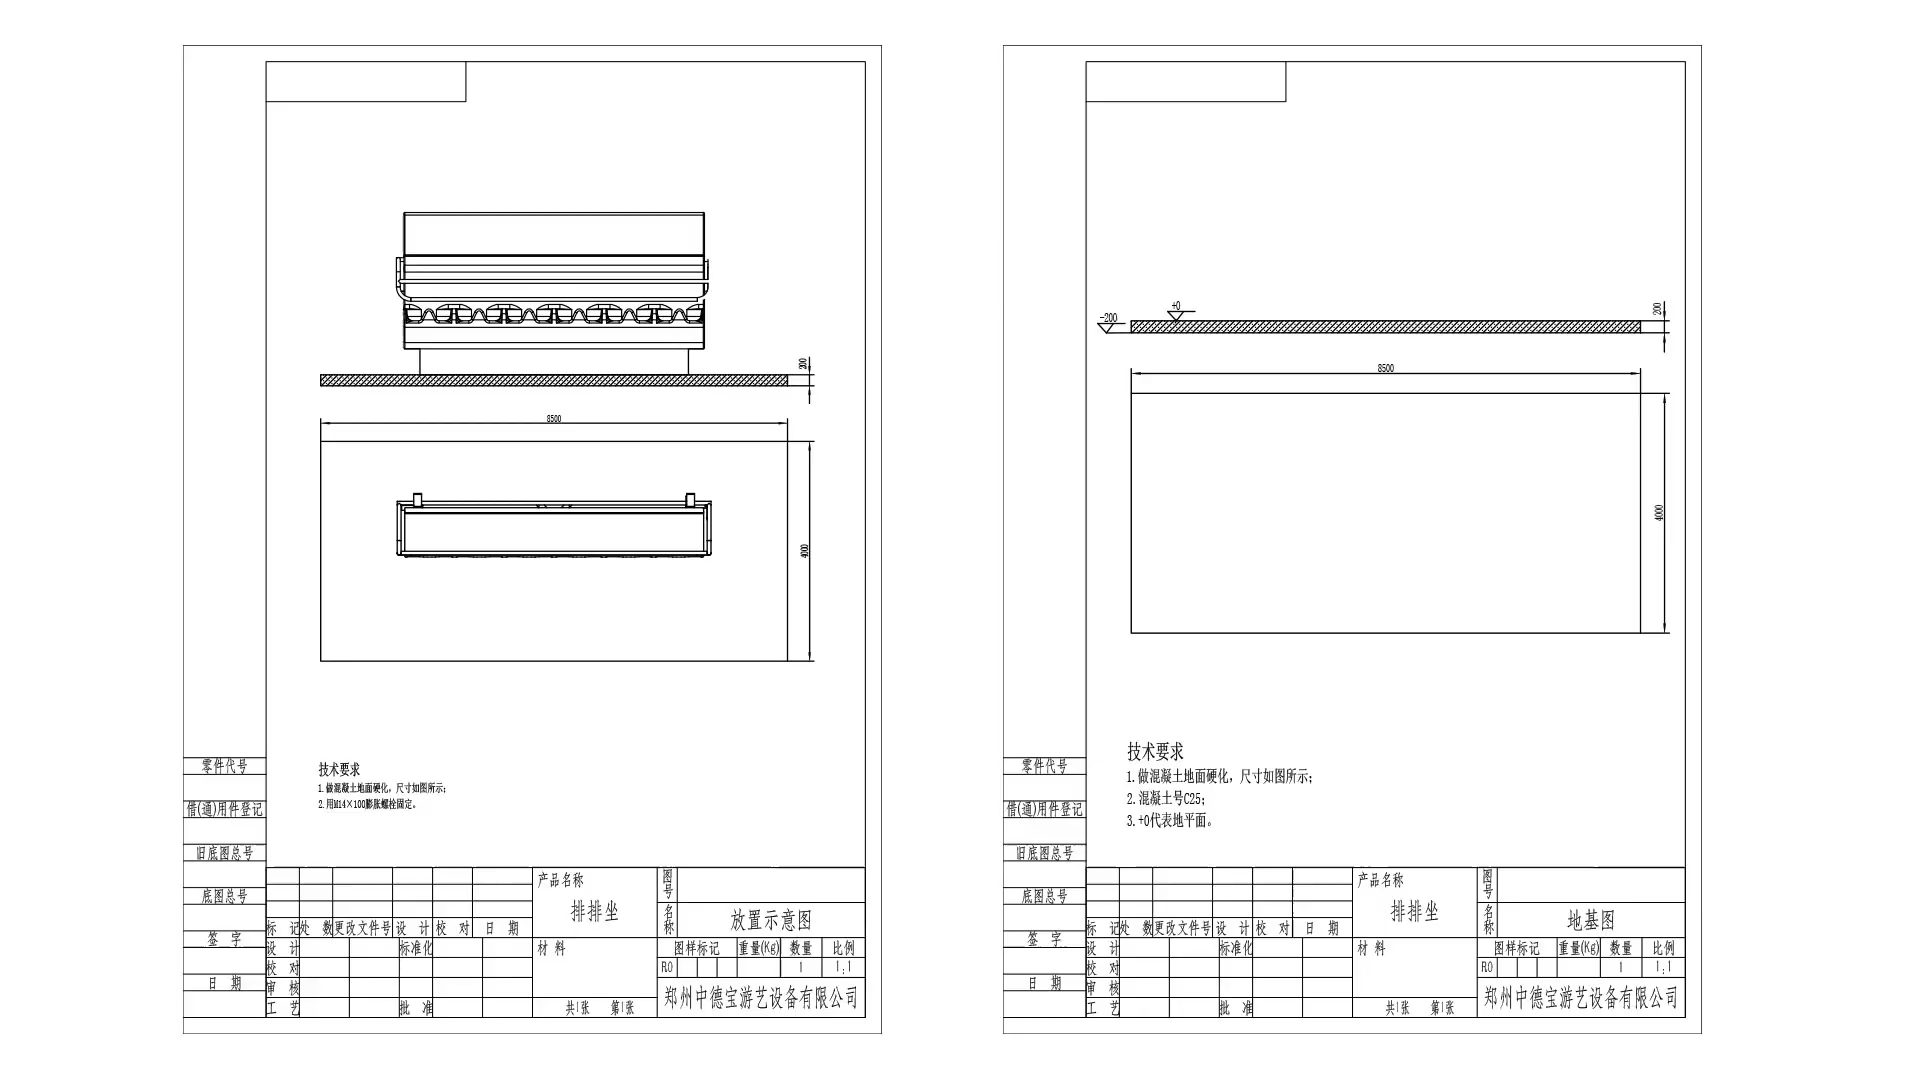 200
8500
4000
技术要求
1.做混凝土地面硬化，尺寸如图所示；
2.用M14×100膨胀螺栓固定。
零件代号
借(通)用件登记
旧底图总号
底图总号
签 字
日 期
标 记 处 数 更改文件号 设 计 校 对 日 期
设 计 标准化
校 对
审 核
工 艺 批 准
产品名称
排排坐
材 料
共1张 第1张
图号
名称 放置示意图
图样标记 重量(Kg) 数量 比例
R0 1 1:1
郑州中德宝游艺设备有限公司
+0
-200
200
8500
4000
技术要求
1.做混凝土地面硬化，尺寸如图所示；
2.混凝土号C25；
3.+0代表地平面。
零件代号
借(通)用件登记
旧底图总号
底图总号
签 字
日 期
标 记 处 数 更改文件号 设 计 校 对 日 期
设 计 标准化
校 对
审 核
工 艺 批 准
产品名称
排排坐
材 料
共1张 第1张
图号
名称 地基图
图样标记 重量(Kg) 数量 比例
R0 1 1:1
郑州中德宝游艺设备有限公司